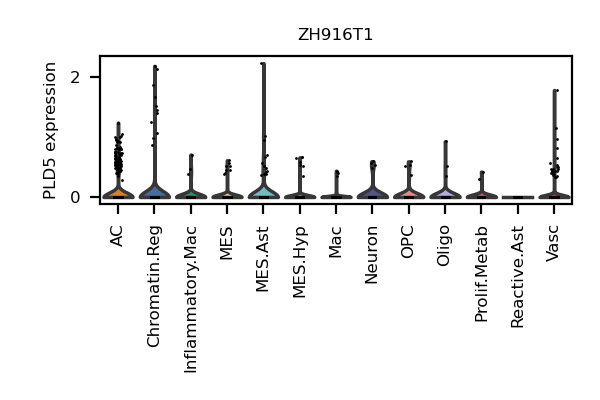 ZH916T1
PLD5 expression
2
0
AC
Chromatin.Reg
Inflammatory.Mac
MES
MES.Ast
MES.Hyp
Mac
Neuron
OPC
Oligo
Prolif.Metab
Reactive.Ast
Vasc